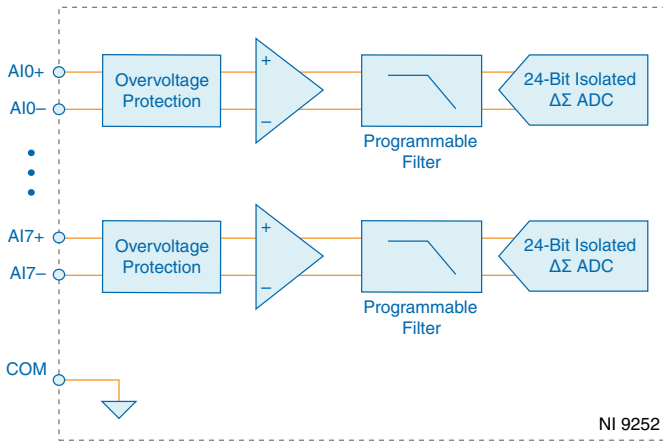 AI0+
AI0–
Overvoltage
Protection
+
–
Programmable
Filter
24-Bit Isolated
ΔΣ ADC
AI7+
AI7–
Overvoltage
Protection
+
–
Programmable
Filter
24-Bit Isolated
ΔΣ ADC
COM
NI 9252